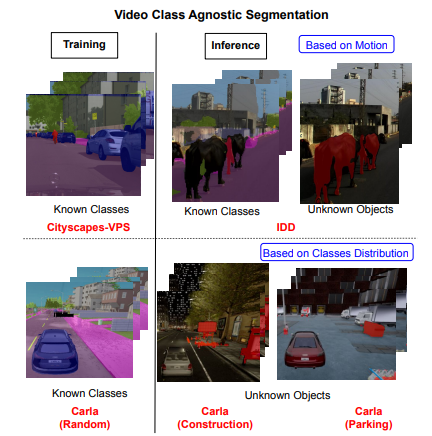 Video Class Agnostic Segmentation
Training
Inference
Based on Motion
Known Classes
Known Classes
Unknown Objects
Cityscapes-VPS
IDD
Based on Classes Distribution
Known Classes
Unknown Objects
Carla
(Random)
Carla
(Construction)
Carla
(Parking)